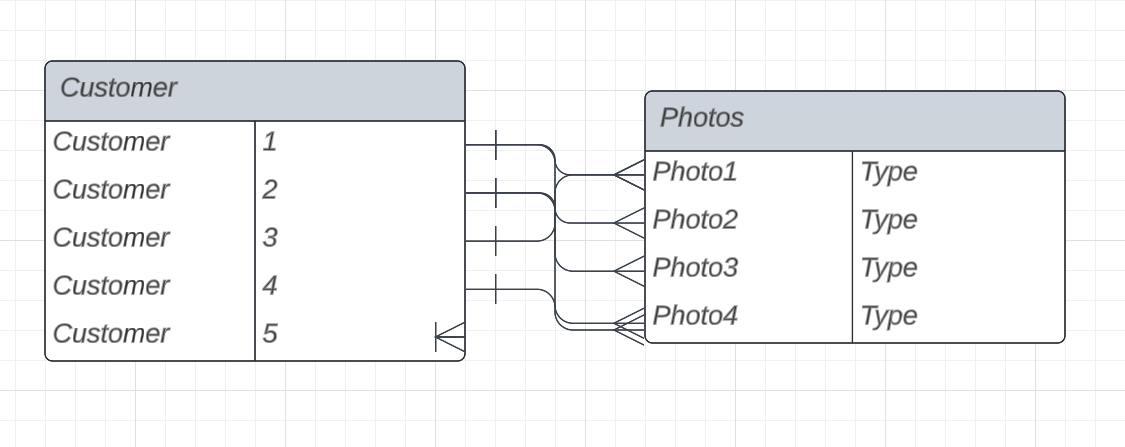 Customer
Customer 1
Customer 2
Customer 3
Customer 4
Customer 5
Photos
Photo1 Type
Photo2 Type
Photo3 Type
Photo4 Type